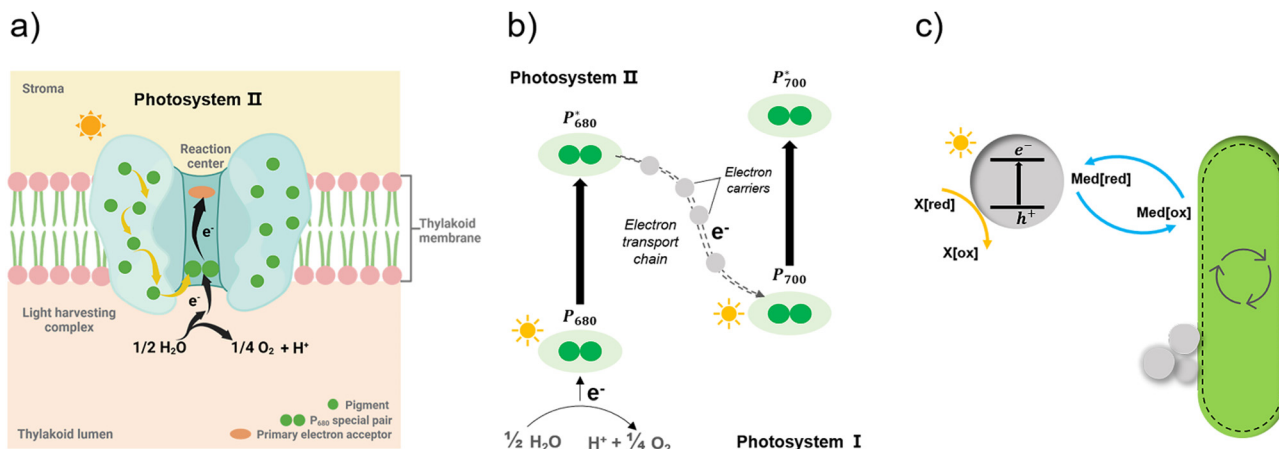 a)
Stroma
Photosystem II
Reaction
center
e-
Thylakoid
membrane
e-
Light harvesting
complex
1/2 H₂O
1/4 O₂ + H⁺
Pigment
P₆₈₀ special pair
Primary electron acceptor
Thylakoid lumen
b)
Photosystem II
P*₆₈₀
P*₇₀₀
Electron
carriers
Electron
transport
chain
e-
P₇₀₀
P₆₈₀
e-
½ H₂O
H⁺ + ¼ O₂
Photosystem I
c)
e⁻
h⁺
X[red]
X[ox]
Med[red]
Med[ox]